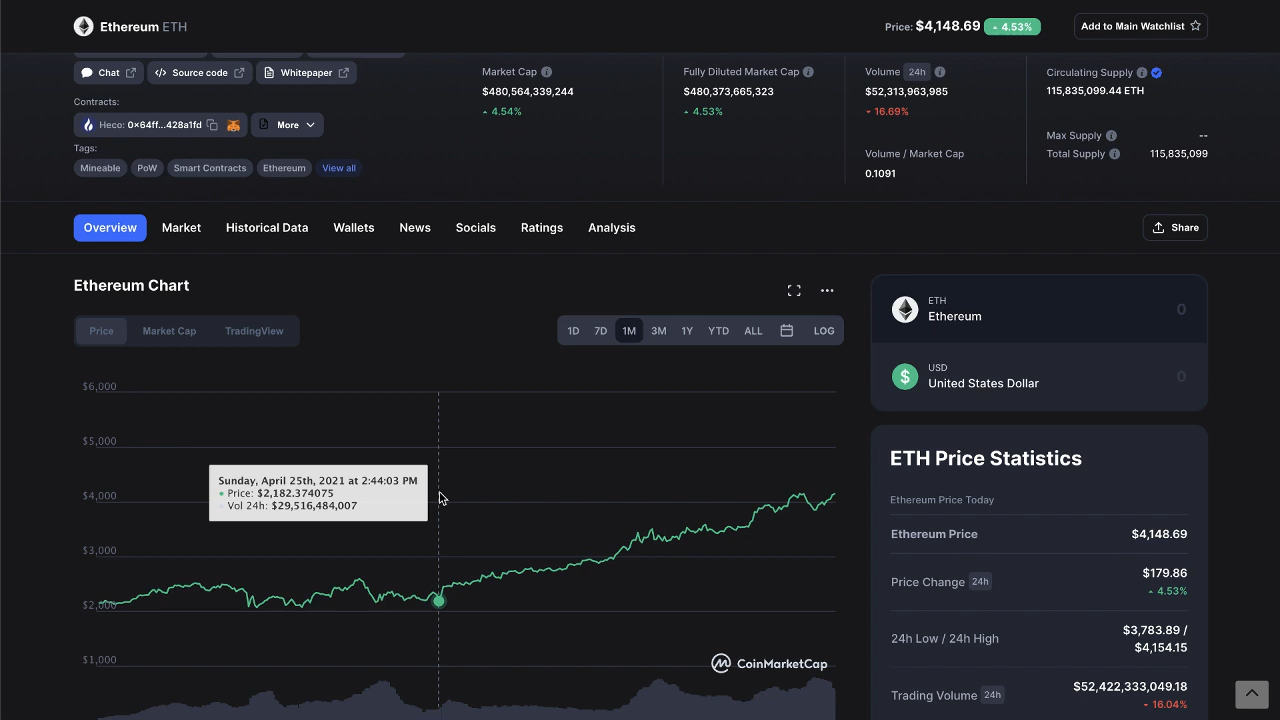 Ethereum ETH
Price: $4,148.69 4.53%
Add to Main Watchlist
Chat
Source code
Whitepaper
Contracts:
Heco: 0x64ff...428a1fd
More
Tags:
Mineable
PoW
Smart Contracts
Ethereum
View all
Market Cap
$480,564,339,244
4.54%
Fully Diluted Market Cap
$480,373,665,323
4.53%
Volume 24h
$52,313,963,985
16.69%
Volume / Market Cap
0.1091
Circulating Supply
115,835,099.44 ETH
Max Supply --
Total Supply 115,835,099
Overview
Market
Historical Data
Wallets
News
Socials
Ratings
Analysis
Share
Ethereum Chart
Price
Market Cap
TradingView
1D 7D 1M 3M 1Y YTD ALL LOG
$6,000
$5,000
$4,000
$3,000
$2,000
$1,000
Sunday, April 25th, 2021 at 2:44:03 PM
Price: $2,182.374075
Vol 24h: $29,516,484,007
CoinMarketCap
ETH
Ethereum 0
USD
United States Dollar 0
ETH Price Statistics
Ethereum Price Today
Ethereum Price $4,148.69
Price Change 24h $179.86
4.53%
24h Low / 24h High $3,783.89 /
$4,154.15
Trading Volume 24h $52,422,333,049.18
16.04%